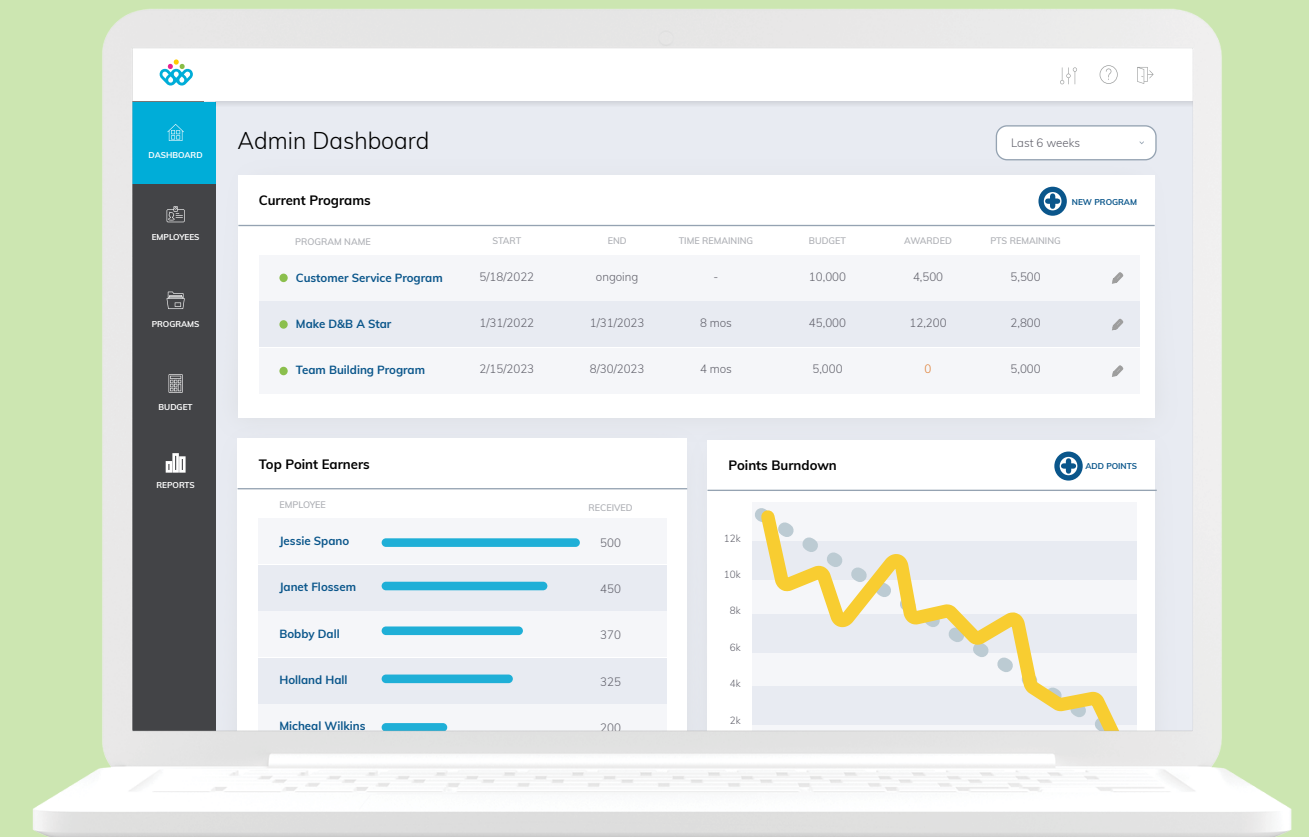 Admin Dashboard
Last 6 weeks
DASHBOARD
EMPLOYEES
PROGRAMS
BUDGET
REPORTS
Current Programs
NEW PROGRAM
PROGRAM NAME START END TIME REMAINING BUDGET AWARDED PTS REMAINING
Customer Service Program 5/18/2022 ongoing - 10,000 4,500 5,500
Make D&B A Star 1/31/2022 1/31/2023 8 mos 45,000 12,200 2,800
Team Building Program 2/15/2023 8/30/2023 4 mos 5,000 0 5,000
Top Point Earners
EMPLOYEE RECEIVED
Jessie Spano 500
Janet Flossem 450
Bobby Dall 370
Holland Hall 325
Micheal Wilkins 200
Points Burndown
ADD POINTS
12k
10k
8k
6k
4k
2k